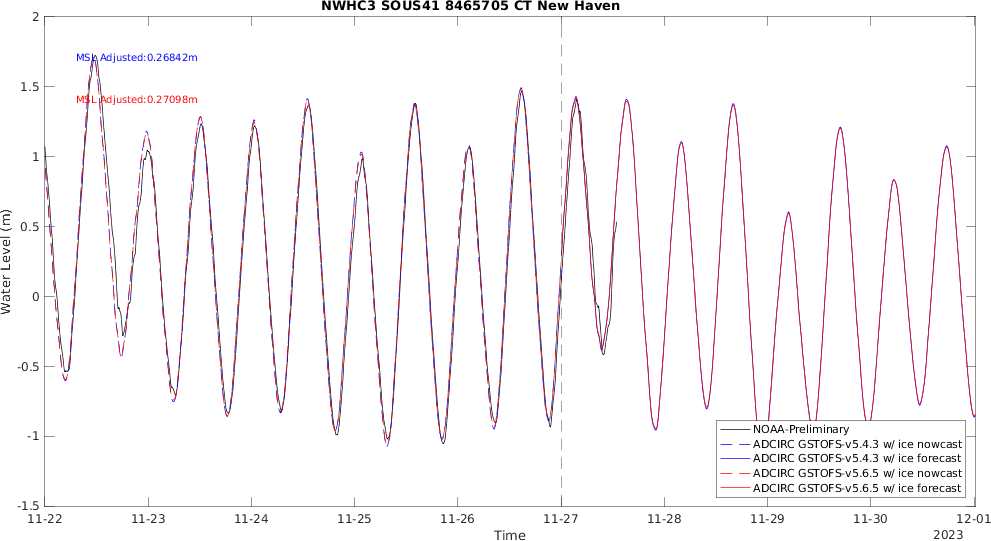 NWHC3 SOUS41 8465705 CT New Haven
2
MSL Adjusted:0.26842m
1.5
MSL Adjusted:0.27098m
1
0.5
Water Level (m)
0
-0.5
-1
NOAA-Preliminary
ADCIRC GSTOFS-v5.4.3 w/ ice nowcast
ADCIRC GSTOFS-v5.4.3 w/ ice forecast
ADCIRC GSTOFS-v5.6.5 w/ ice nowcast
ADCIRC GSTOFS-v5.6.5 w/ ice forecast
-1.5
11-22 11-23 11-24 11-25 11-26 11-27 11-28 11-29 11-30 12-01
Time
2023